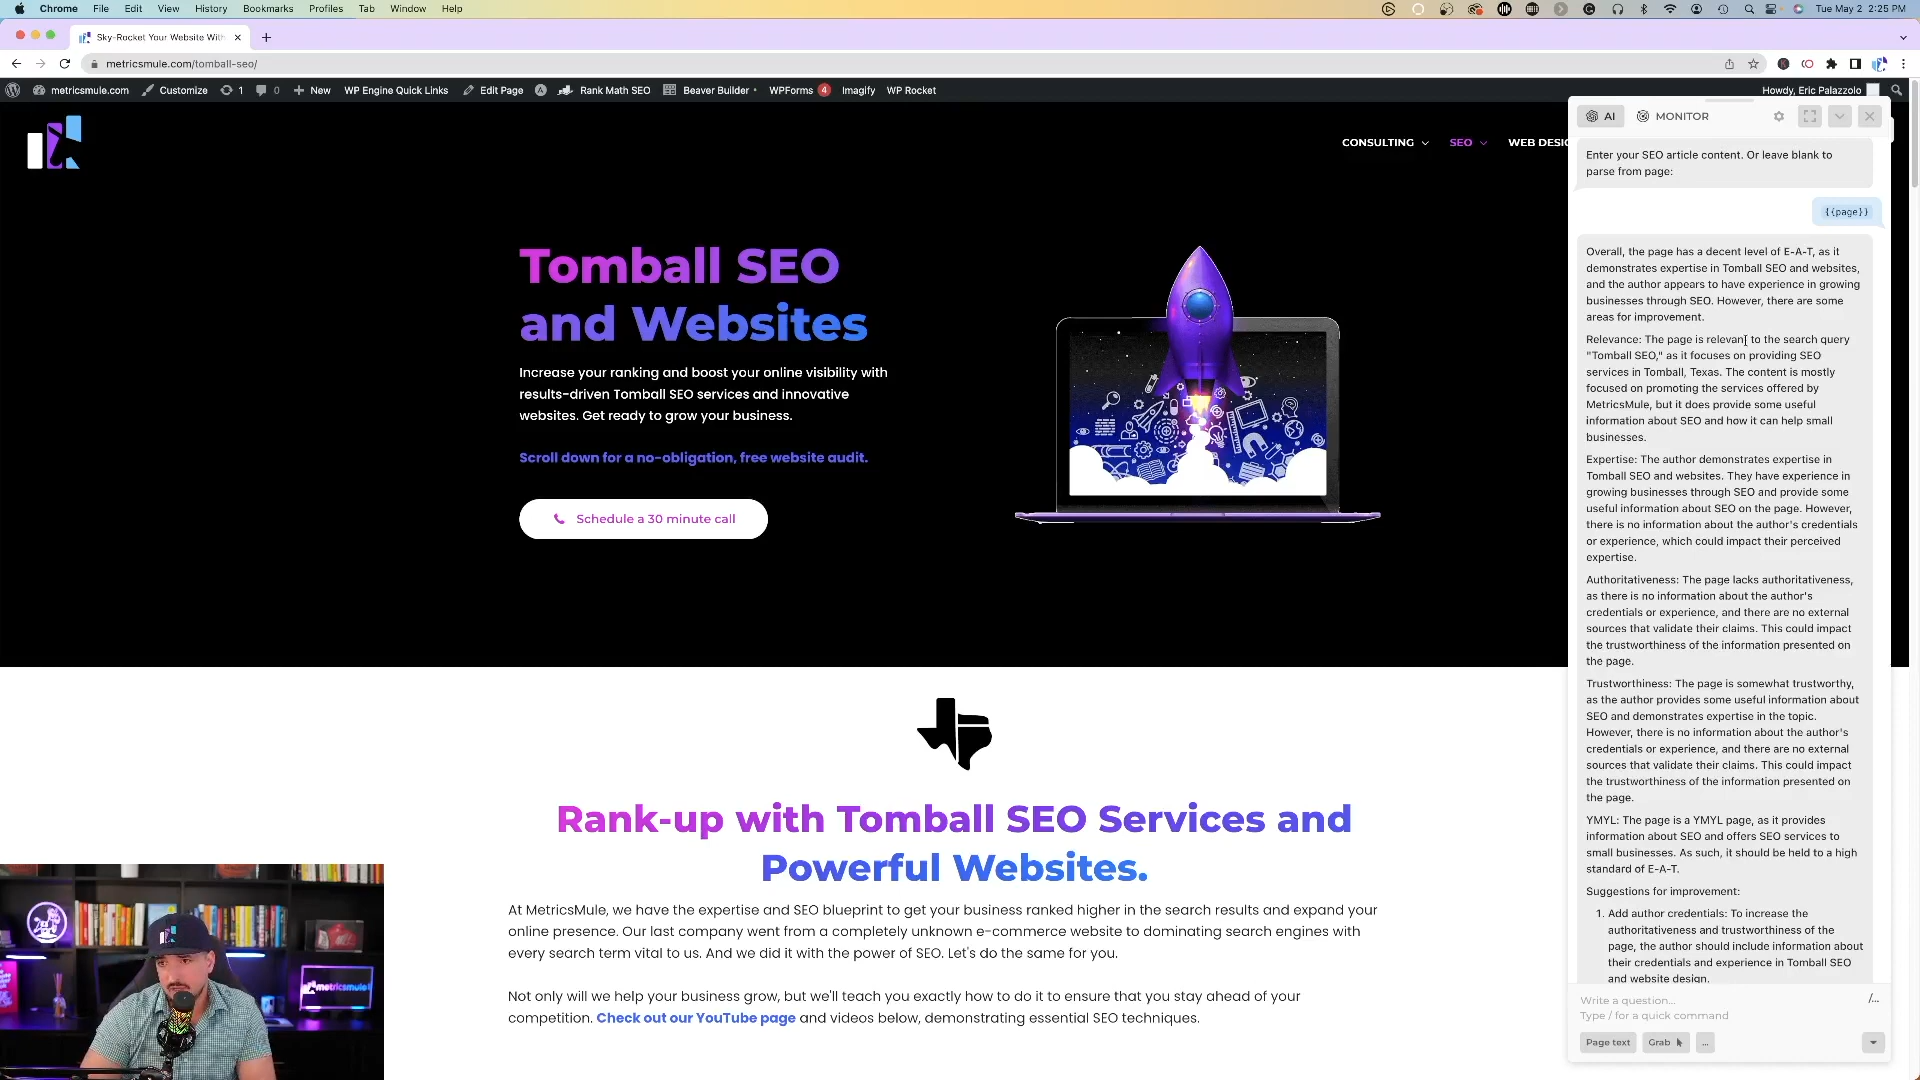 Chrome File Edit View History Bookmarks Profiles Tab Window Help
Tue May 2 2:25 PM
Sky-Rocket Your Website With
metricsmule.com/tomball-seo/
metricsmule.com Customize 1 0 New WP Engine Quick Links Edit Page Rank Math SEO Beaver Builder WPForms 4 Imagify WP Rocket
Howdy, Eric Palazzolo
CONSULTING SEO WEB DESIG
Tomball SEO
and Websites
Increase your ranking and boost your online visibility with
results-driven Tomball SEO services and innovative
websites. Get ready to grow your business.
Scroll down for a no-obligation, free website audit.
Schedule a 30 minute call
Rank-up with Tomball SEO Services and
Powerful Websites.
At MetricsMule, we have the expertise and SEO blueprint to get your business ranked higher in the search results and expand your
online presence. Our last company went from a completely unknown e-commerce website to dominating search engines with
every search term vital to us. And we did it with the power of SEO. Let's do the same for you.
Not only will we help your business grow, but we'll teach you exactly how to do it to ensure that you stay ahead of your
competition. Check out our YouTube page and videos below, demonstrating essential SEO techniques.
metricsmule
AI MONITOR
Enter your SEO article content. Or leave blank to
parse from page:
{{page}}
Overall, the page has a decent level of E-A-T, as it
demonstrates expertise in Tomball SEO and websites,
and the author appears to have experience in growing
businesses through SEO. However, there are some
areas for improvement.
Relevance: The page is relevant to the search query
"Tomball SEO," as it focuses on providing SEO
services in Tomball, Texas. The content is mostly
focused on promoting the services offered by
MetricsMule, but it does provide some useful
information about SEO and how it can help small
businesses.
Expertise: The author demonstrates expertise in
Tomball SEO and websites. They have experience in
growing businesses through SEO and provide some
useful information about SEO on the page. However,
there is no information about the author's credentials
or experience, which could impact their perceived
expertise.
Authoritativeness: The page lacks authoritativeness,
as there is no information about the author's
credentials or experience, and there are no external
sources that validate their claims. This could impact
the trustworthiness of the information presented on
the page.
Trustworthiness: The page is somewhat trustworthy,
as the author provides some useful information about
SEO and demonstrates expertise in the topic.
However, there is no information about the author's
credentials or experience, and there are no external
sources that validate their claims. This could impact
the trustworthiness of the information presented on
the page.
YMYL: The page is a YMYL page, as it provides
information about SEO and offers SEO services to
small businesses. As such, it should be held to a high
standard of E-A-T.
Suggestions for improvement:
1. Add author credentials: To increase the
authoritativeness and trustworthiness of the
page, the author should include information about
their credentials and experience in Tomball SEO
and website design.
Write a question...
/...
Type / for a quick command
Page text Grab ...